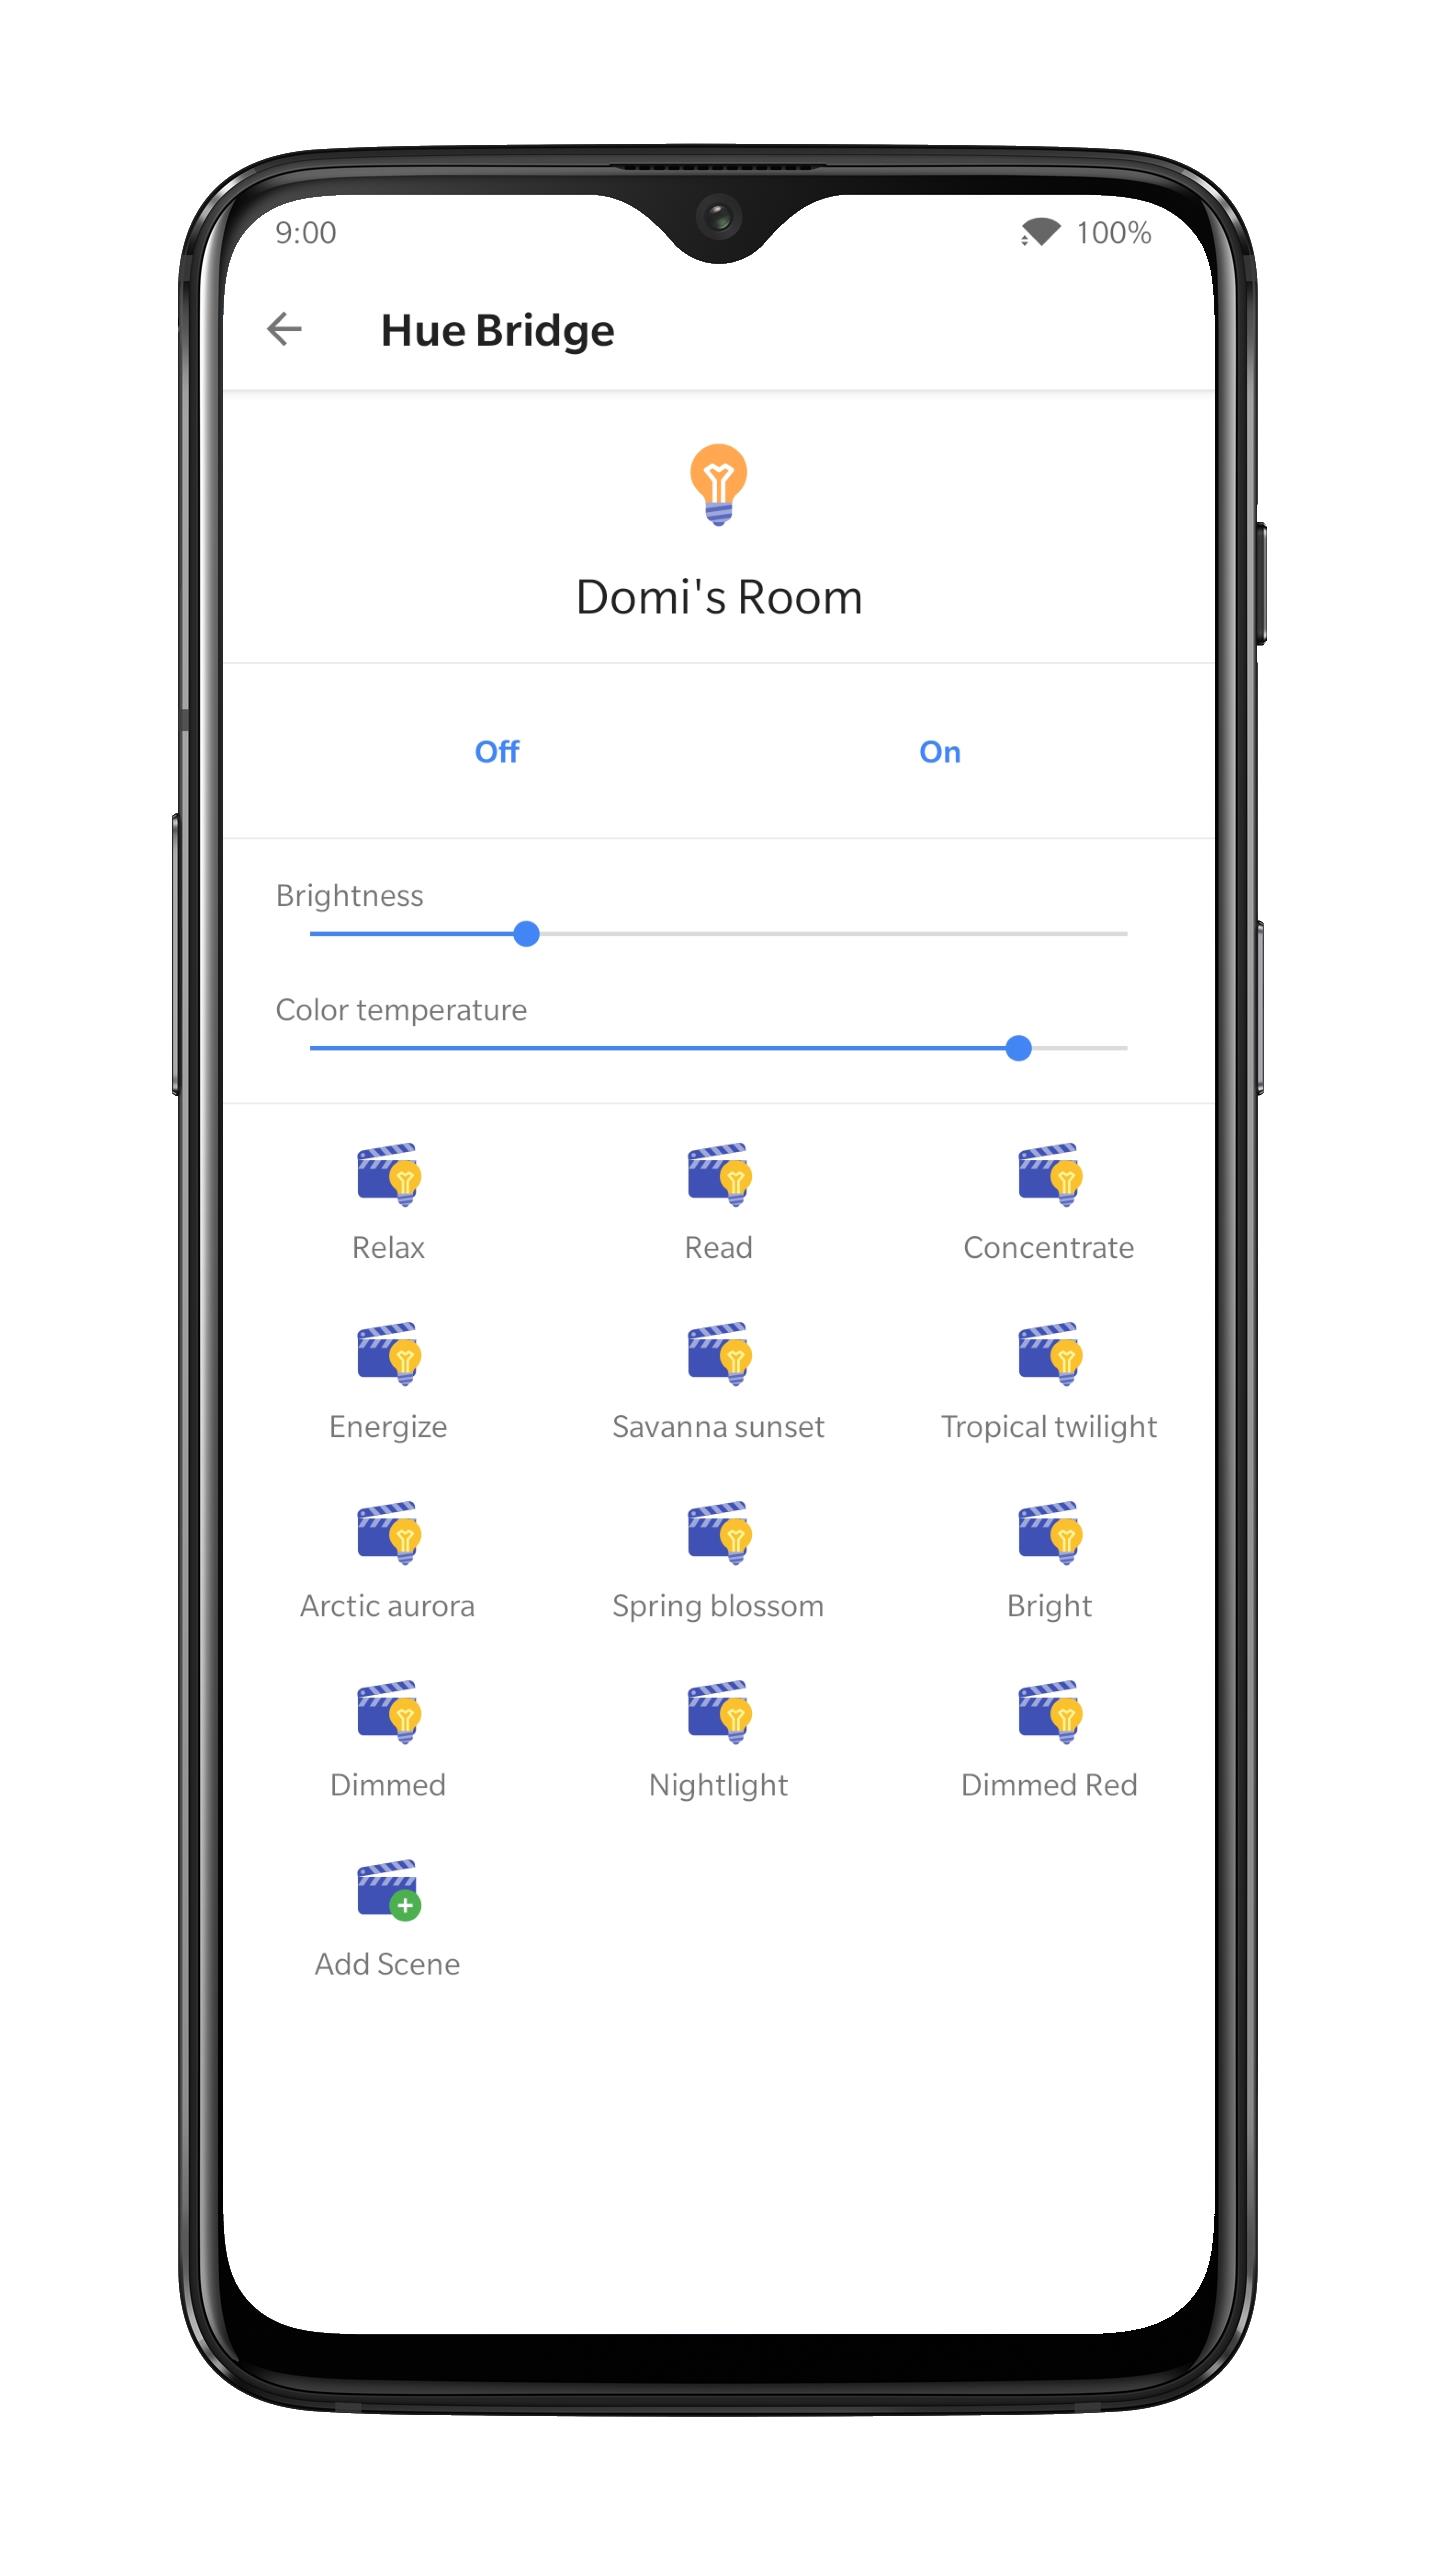 9:00 100%
Hue Bridge
Domi's Room
Off On
Brightness
Color temperature
Relax Read Concentrate
Energize Savanna sunset Tropical twilight
Arctic aurora Spring blossom Bright
Dimmed Nightlight Dimmed Red
Add Scene